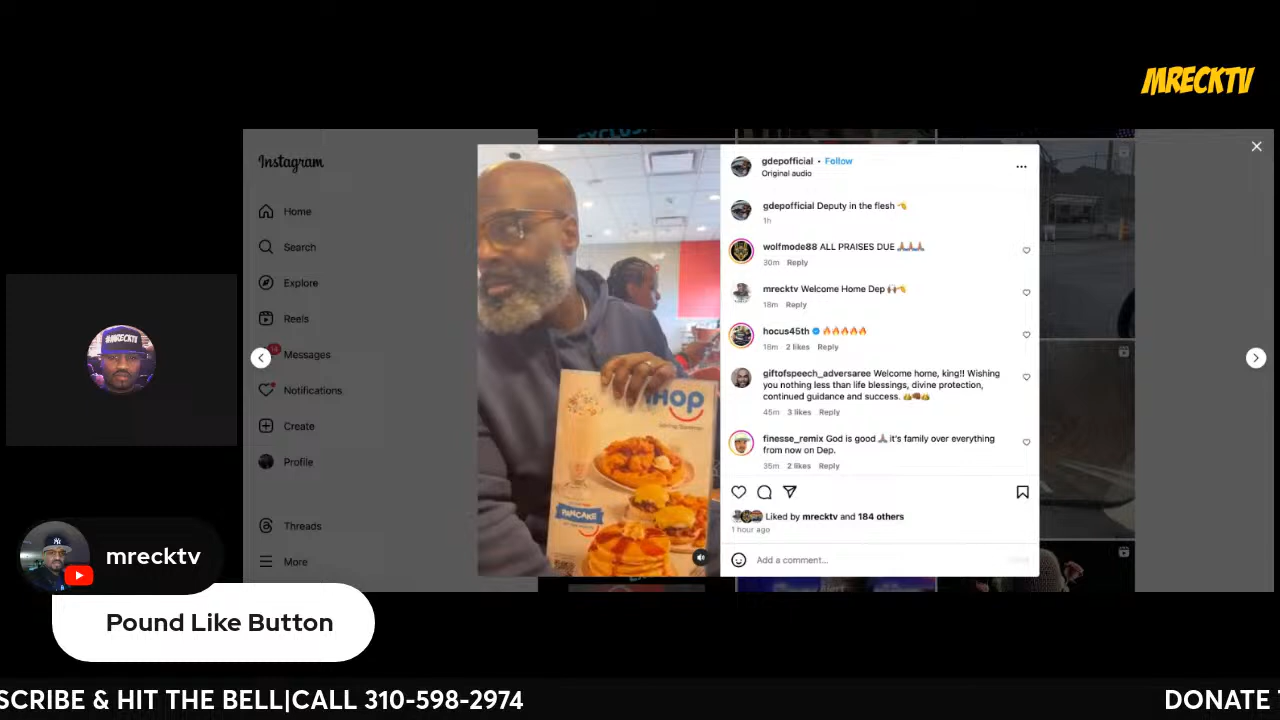 MRECKTV
EXCLUS
Instagram
Home
Search
Explore
Reels
Messages
Notifications
Create
Profile
Threads
More
#MRECKTV
IHOP
PANCAKE
gdepofficial • Follow
Original audio
gdepofficial Deputy in the flesh 🫡
1h
wolfmode88 ALL PRAISES DUE 🙏🏾🙏🏾🙏🏾
30m Reply
mrecktv Welcome Home Dep 🙌🏾🫡
18m Reply
hocus45th 🔥🔥🔥🔥🔥
18m 2 likes Reply
giftofspeech_adversaree Welcome home, king!! Wishing
you nothing less than life blessings, divine protection,
continued guidance and success.
45m 3 likes Reply
finesse_remix God is good 🙏🏾 it's family over everything
from now on Dep.
35m 2 likes Reply
Liked by mrecktv and 184 others
1 hour ago
Add a comment...
mrecktv
Pound Like Button
SCRIBE & HIT THE BELL|CALL 310-598-2974
DONATE